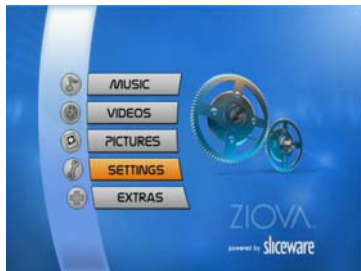 MUSIC
VIDEOS
PICTURES
SETTINGS
EXTRAS
ZIOVA
powered by sliceware